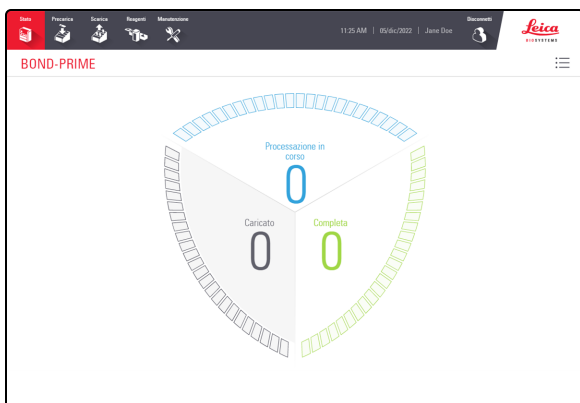 Stato
Precarica
Scarica
Reagenti
Manutenzione
11:25 AM | 05/dic/2022 | Jane Doe
Disconnetti
Leica
BIOSYSTEMS
BOND-PRIME
Processazione in
corso
0
Caricato
0
Completa
0